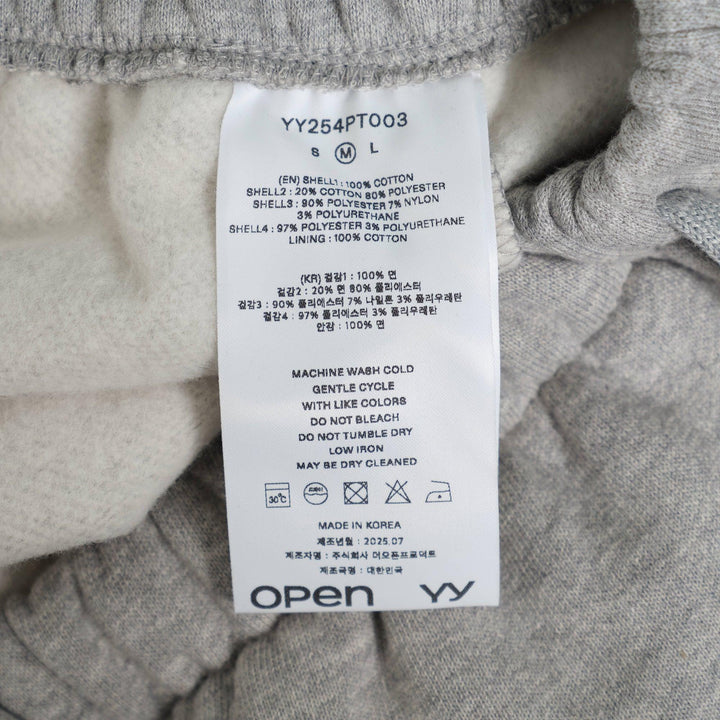 YY254PT003
S M L
(EN) SHELL1: 100% COTTON
SHELL2 : 20% COTTON 80% POLYESTER
SHELL3 : 90% POLYESTER 7% NYLON
3% POLYURETHANE
SHELL4 : 97% POLYESTER 3% POLYURETHANE
LINING : 100% COTTON
(KR) 겉감1 : 100% 면
겉감2 : 20% 면 80% 폴리에스터
겉감3 : 90% 폴리에스터 7% 나일론 3% 폴리우레탄
겉감4 : 97% 폴리에스터 3% 폴리우레탄
안감 : 100% 면
MACHINE WASH COLD
GENTLE CYCLE
WITH LIKE COLORS
DO NOT BLEACH
DO NOT TUMBLE DRY
LOW IRON
MAY BE DRY CLEANED
30℃
MADE IN KOREA
제조년월 : 2025.07
제조자명 : 주식회사 더오픈프로덕트
제조국명 : 대한민국
OPEN YY